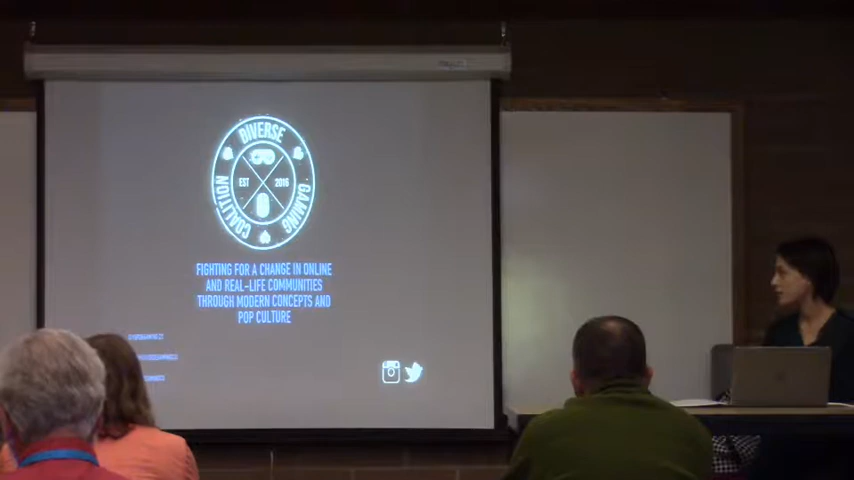 DIVERSE
EST 2016
COALITION
GAMING
FIGHTING FOR A CHANGE IN ONLINE
AND REAL-LIFE COMMUNITIES
THROUGH MODERN CONCEPTS AND
POP CULTURE